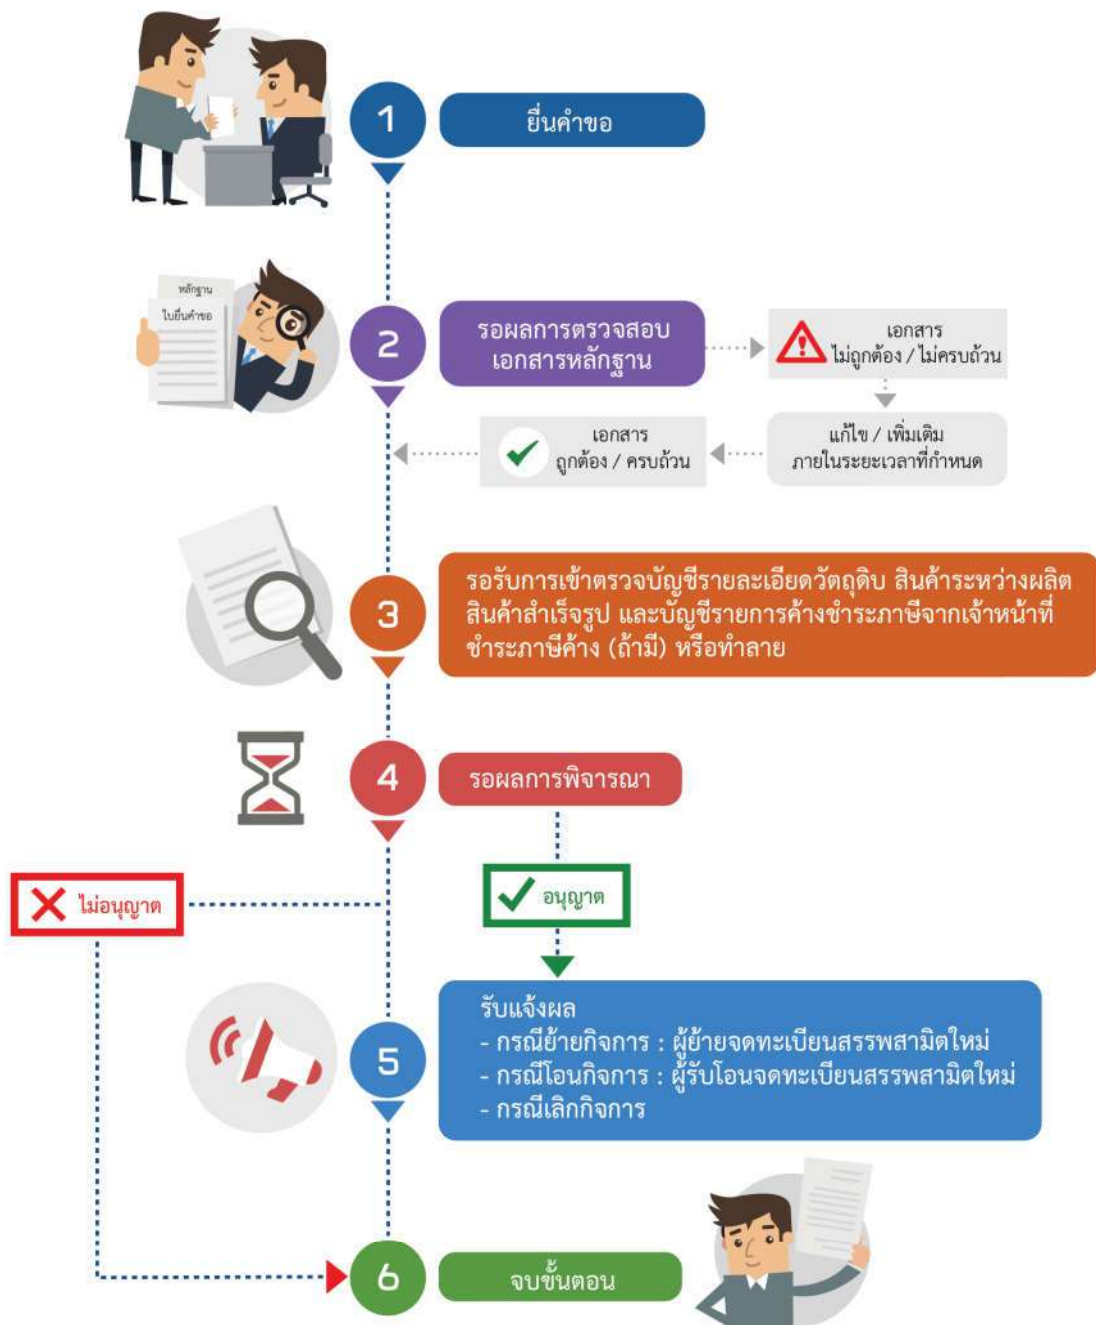 1
ยื่นคำขอ
หลักฐาน
ใบยื่นคำขอ
2
รอผลการตรวจสอบ
เอกสารหลักฐาน
เอกสาร
ไม่ถูกต้อง / ไม่ครบถ้วน
แก้ไข / เพิ่มเติม
ภายในระยะเวลาที่กำหนด
เอกสาร
ถูกต้อง / ครบถ้วน
3
รอรับการเข้าตรวจบัญชีรายละเอียดวัตถุดิบ สินค้าระหว่างผลิต
สินค้าสำเร็จรูป และบัญชีรายการค้างชำระภาษีจากเจ้าหน้าที่
ชำระภาษีค้าง (ถ้ามี) หรือทำลาย
4
รอผลการพิจารณา
ไม่อนุญาต
อนุญาต
5
รับแจ้งผล
- กรณีย้ายกิจการ : ผู้ย้ายจดทะเบียนสรรพสามิตใหม่
- กรณีโอนกิจการ : ผู้รับโอนจดทะเบียนสรรพสามิตใหม่
- กรณีเลิกกิจการ
6
จบขั้นตอน